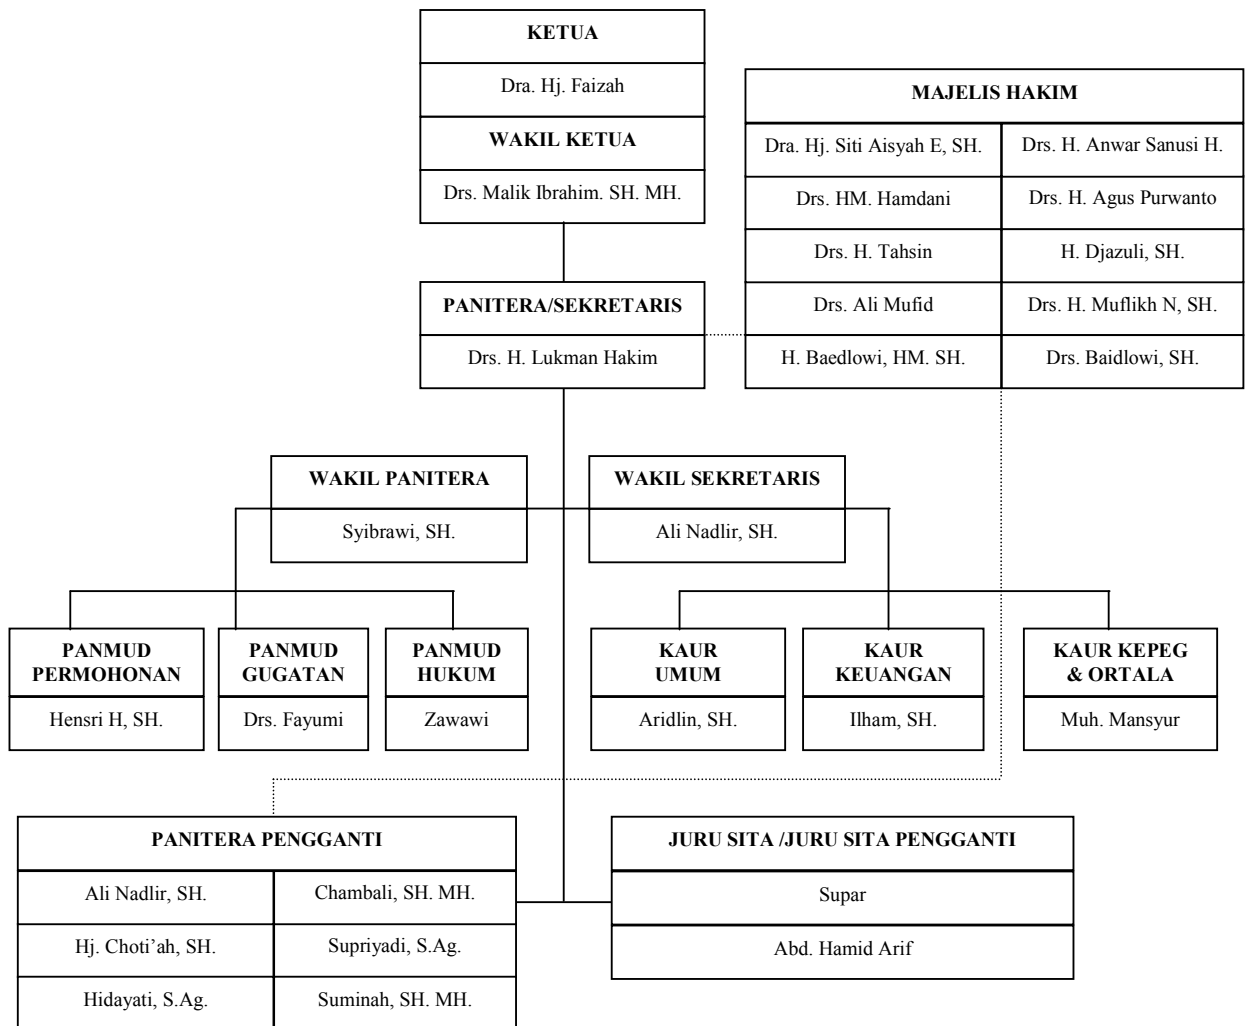 KETUA
Dra. Hj. Faizah
WAKIL KETUA
Drs. Malik Ibrahim. SH. MH.
MAJELIS HAKIM
Dra. Hj. Siti Aisyah E, SH.
Drs. H. Anwar Sanusi H.
Drs. HM. Hamdani
Drs. H. Agus Purwanto
Drs. H. Tahsin
H. Djazuli, SH.
Drs. Ali Mufid
Drs. H. Muflikh N, SH.
H. Baedlowi, HM. SH.
Drs. Baidlowi, SH.
PANITERA/SEKRETARIS
Drs. H. Lukman Hakim
WAKIL PANITERA
Syibrawi, SH.
WAKIL SEKRETARIS
Ali Nadlir, SH.
PANMUD
PERMOHONAN
Hensri H, SH.
PANMUD
GUGATAN
Drs. Fayumi
PANMUD
HUKUM
Zawawi
KAUR
UMUM
Aridlin, SH.
KAUR
KEUANGAN
Ilham, SH.
KAUR KEPEG
& ORTALA
Muh. Mansyur
PANITERA PENGGANTI
Ali Nadlir, SH.
Chambali, SH. MH.
Hj. Choti’ah, SH.
Supriyadi, S.Ag.
Hidayati, S.Ag.
Suminah, SH. MH.
JURU SITA /JURU SITA PENGGANTI
Supar
Abd. Hamid Arif